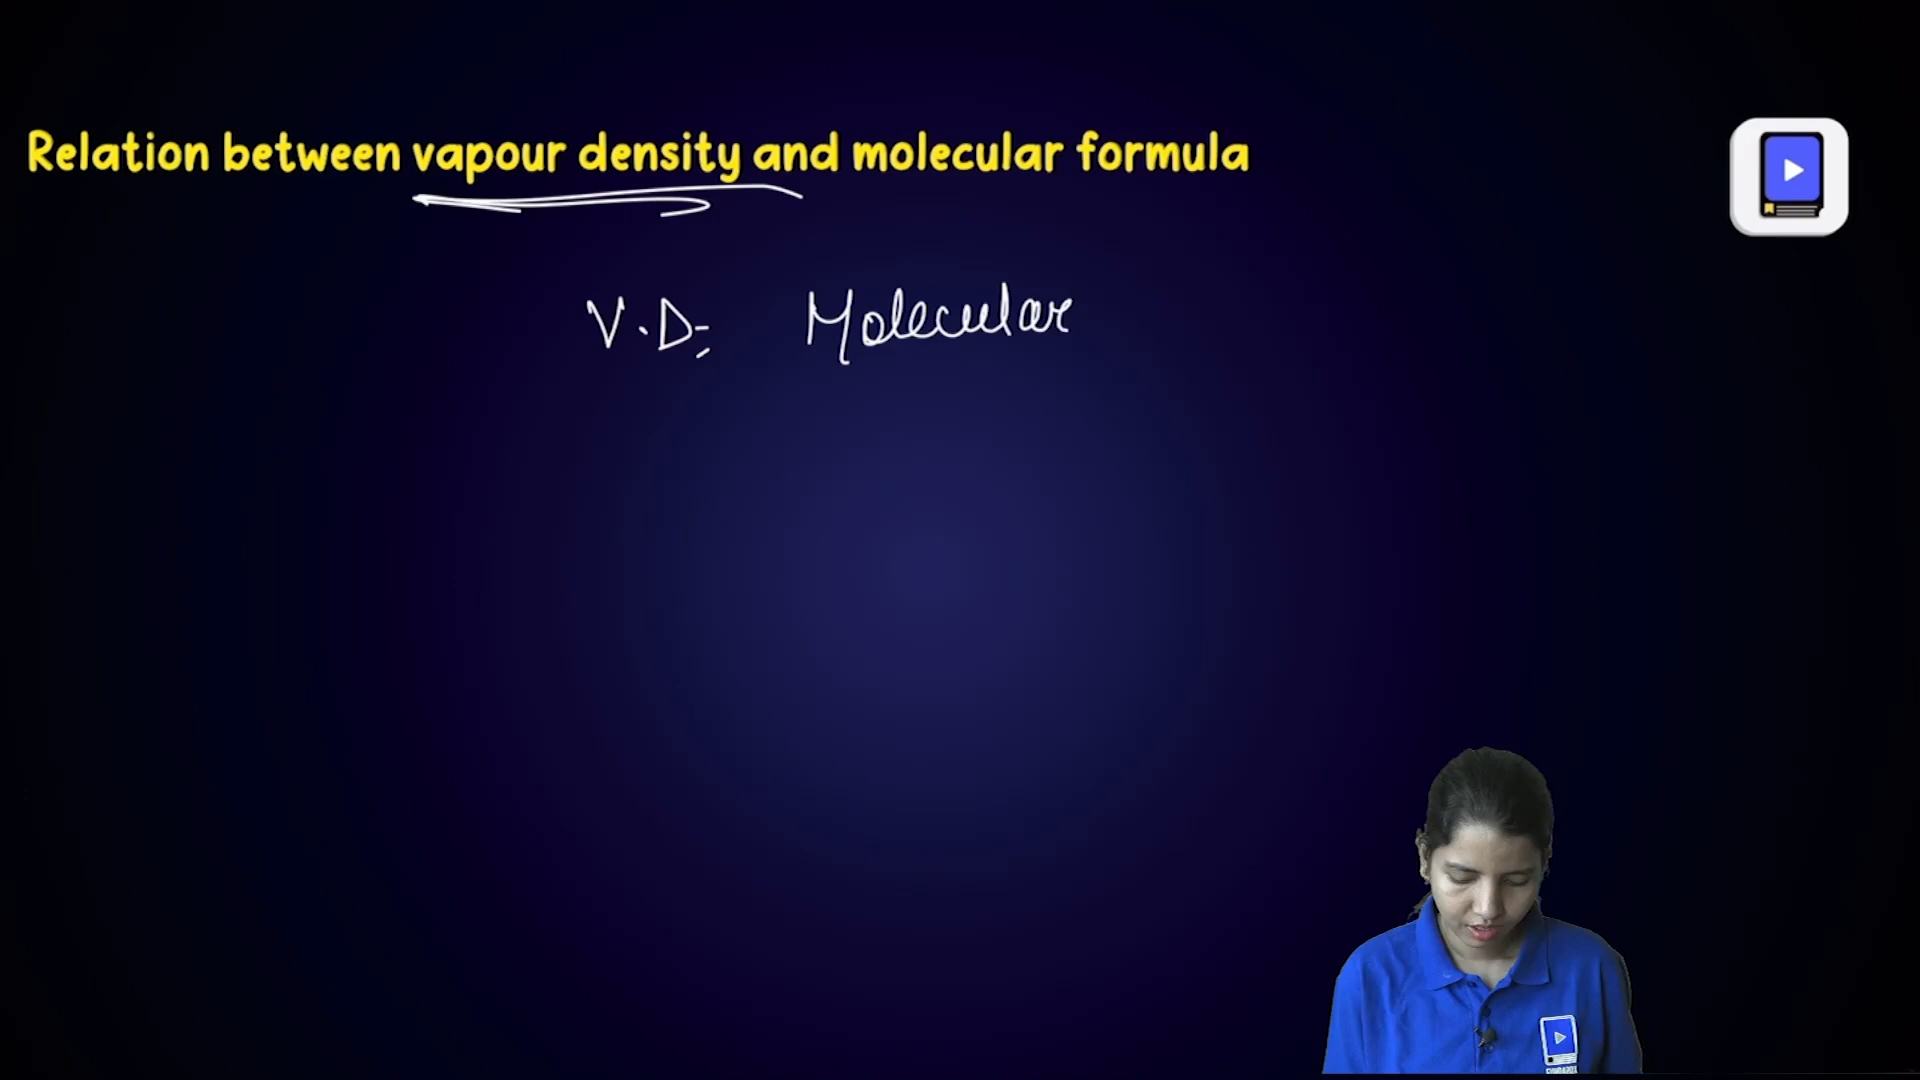 Relation between vapour density and molecular formula
V.D= Molecular